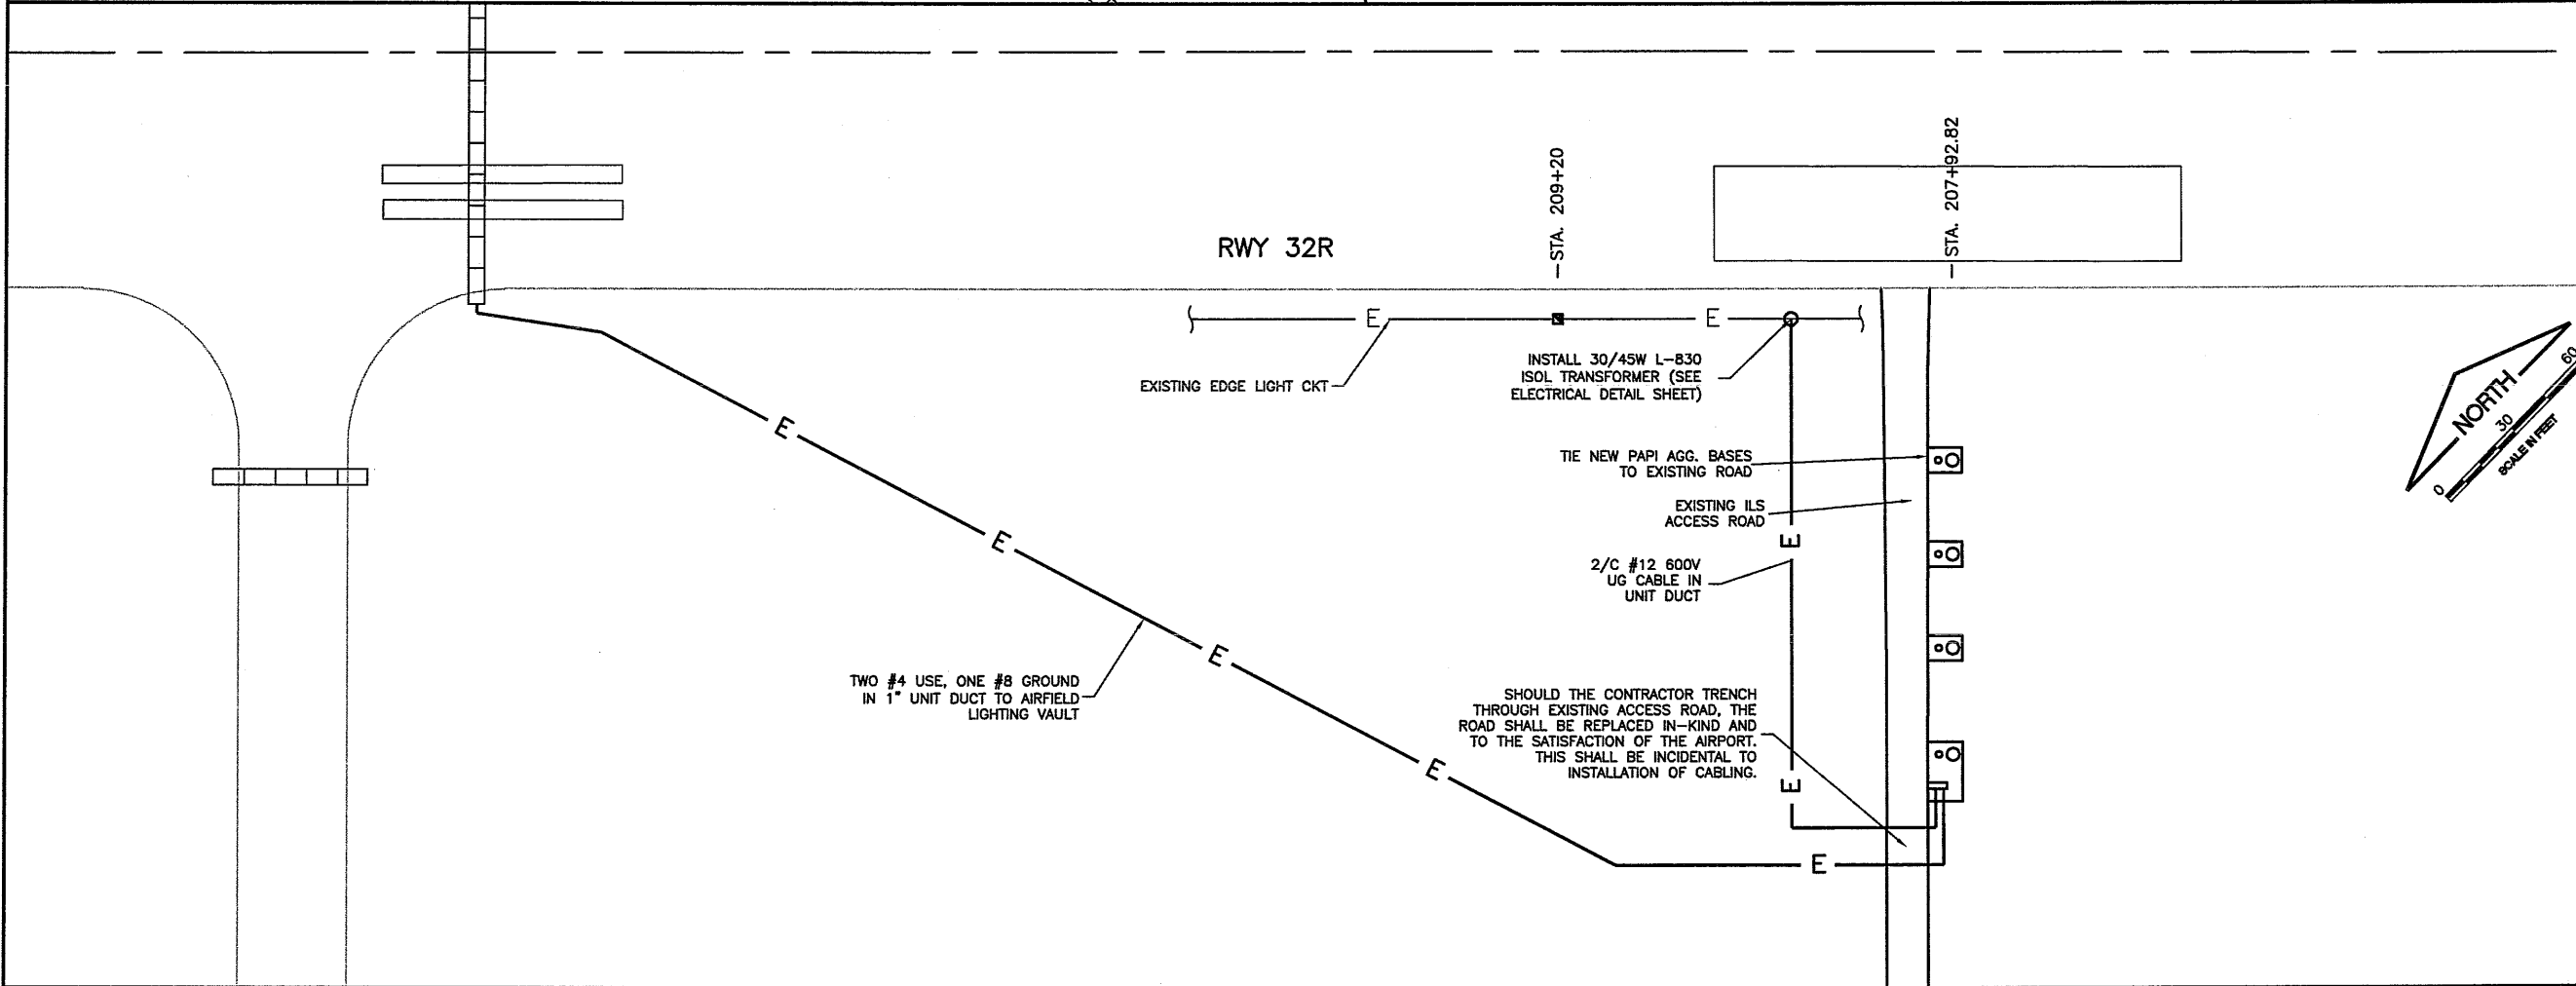 STA. 209+20
STA. 207+92.82
RWY 32R
E
E
EXISTING EDGE LIGHT CKT
INSTALL 30/45W L-830
ISOL TRANSFORMER (SEE
ELECTRICAL DETAIL SHEET)
NORTH
0
30
60
SCALE IN FEET
E
TIE NEW PAPI AGG. BASES
TO EXISTING ROAD
EXISTING ILS
ACCESS ROAD
E
E
2/C #12 600V
UG CABLE IN
UNIT DUCT
E
TWO #4 USE, ONE #8 GROUND
IN 1" UNIT DUCT TO AIRFIELD
LIGHTING VAULT
SHOULD THE CONTRACTOR TRENCH
THROUGH EXISTING ACCESS ROAD, THE
ROAD SHALL BE REPLACED IN-KIND AND
TO THE SATISFACTION OF THE AIRPORT.
THIS SHALL BE INCIDENTAL TO
INSTALLATION OF CABLING.
E
E
E